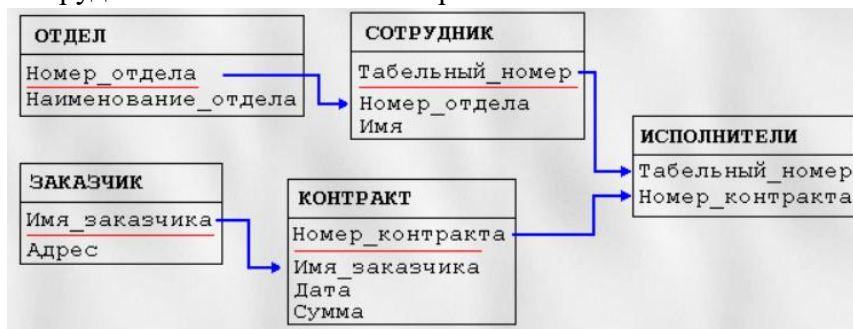 ОТДЕЛ
Номер_отдела
Наименование_отдела
СОТРУДНИК
Табельный_номер
Номер_отдела
Имя
ИСПОЛНИТЕЛИ
Табельный_номер
Номер_контракта
ЗАКАЗЧИК
Имя_заказчика
Адрес
КОНТРАКТ
Номер_контракта
Имя_заказчика
Дата
Сумма